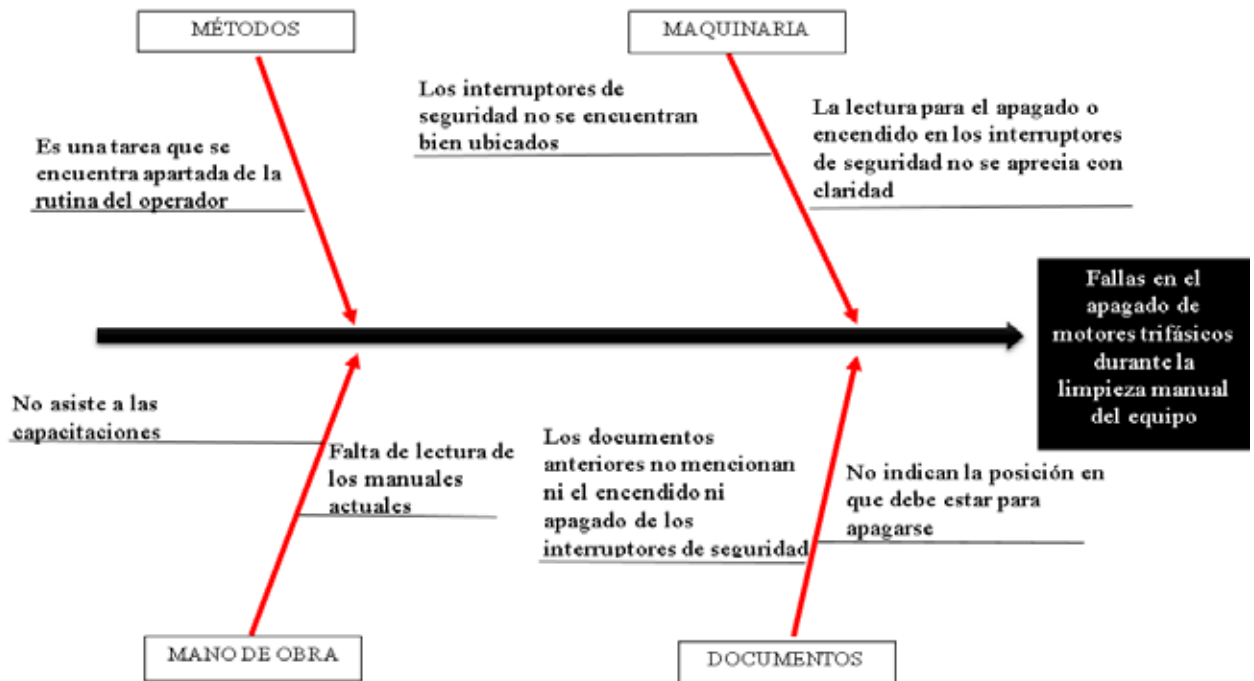 MÉTODOS
MAQUINARIA
Es una tarea que se
encuentra apartada de la
rutina del operador
Los interruptores de
seguridad no se encuentran
bien ubicados
La lectura para el apagado o
encendido en los interruptores
de seguridad no se aprecia con
claridad
Fallas en el
apagado de
motores trifásicos
durante la
limpieza manual
del equipo
No asiste a las
capacitaciones
Falta de lectura de
los manuales
actuales
Los documentos
anteriores no mencionan
ni el encendido ni
apagado de los
interruptores de seguridad
No indican la posición en
que debe estar para
apagarse
MANO DE OBRA
DOCUMENTOS